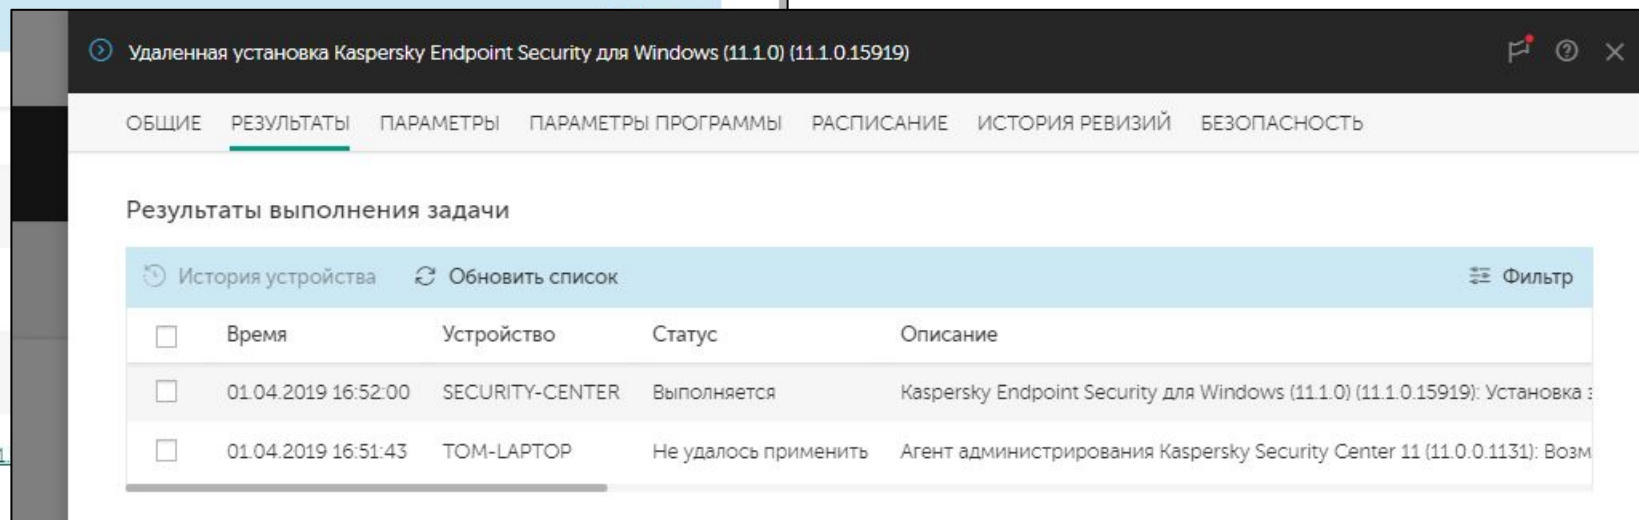 Удаленная установка Kaspersky Endpoint Security для Windows (11.1.0) (11.1.0.15919)
ОБЩИЕ РЕЗУЛЬТАТЫ ПАРАМЕТРЫ ПАРАМЕТРЫ ПРОГРАММЫ РАСПИСАНИЕ ИСТОРИЯ РЕВИЗИЙ БЕЗОПАСНОСТЬ
Результаты выполнения задачи
История устройства Обновить список Фильтр
Время Устройство Статус Описание
01.04.2019 16:52:00 SECURITY-CENTER Выполняется Kaspersky Endpoint Security для Windows (11.1.0) (11.1.0.15919): Установка
01.04.2019 16:51:43 TOM-LAPTOP Не удалось применить Агент администрирования Kaspersky Security Center 11 (11.0.0.1131): Возм